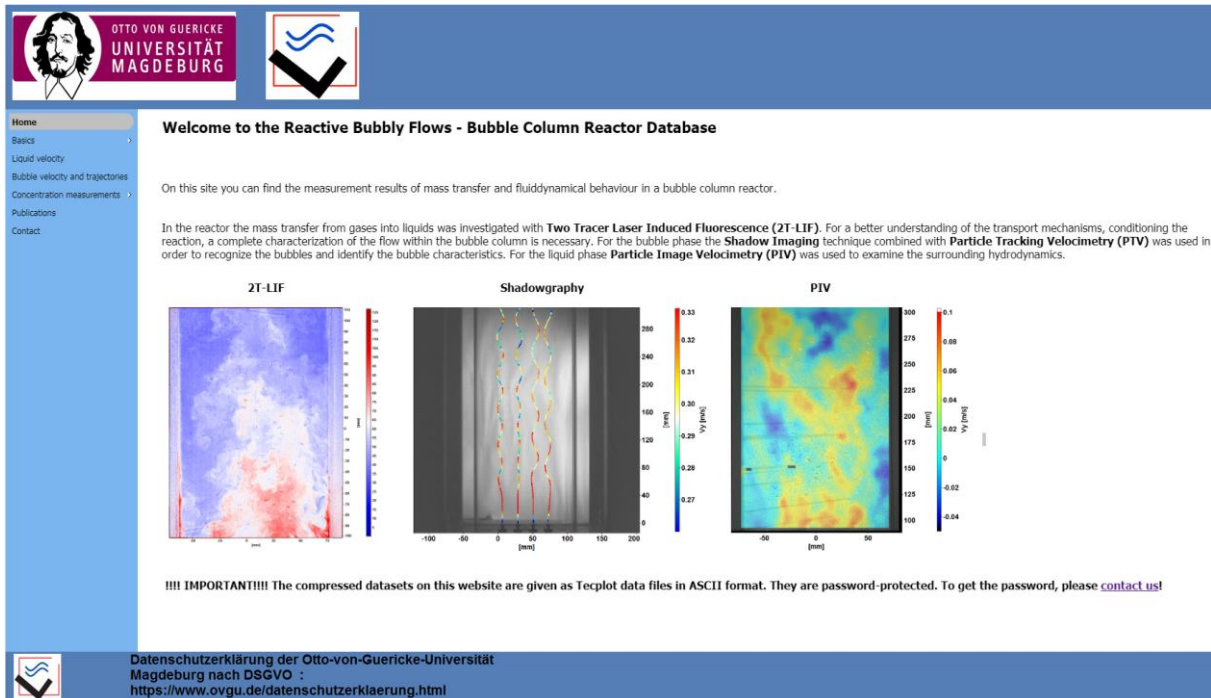 OTTO VON GUERICKE
UNIVERSITÄT
MAGDEBURG
Home
Basics
Liquid velocity
Bubble velocity and trajectories
Concentration measurements
Publications
Contact
Welcome to the Reactive Bubbly Flows - Bubble Column Reactor Database
On this site you can find the measurement results of mass transfer and fluiddynamical behaviour in a bubble column reactor.
In the reactor the mass transfer from gases into liquids was investigated with Two Tracer Laser Induced Fluorescence (2T-LIF). For a better understanding of the transport mechanisms, conditioning the
reaction, a complete characterization of the flow within the bubble column is necessary. For the bubble phase the Shadow Imaging technique combined with Particle Tracking Velocimetry (PTV) was used in
order to recognize the bubbles and identify the bubble characteristics. For the liquid phase Particle Image Velocimetry (PIV) was used to examine the surrounding hydrodynamics.
2T-LIF
Shadowgraphy
280
240
200
160
120
80
40
0
[mm]
-100 -50 0 50 100 150 200
[mm]
0.33
0.32
0.31
0.30
0.29
0.28
0.27
Vy [m/s]
PIV
300
275
250
225
200
175
150
125
100
[mm]
-50 0 50
[mm]
0.1
0.08
0.06
0.04
0.02
0
-0.02
-0.04
Vy [m/s]
!!!! IMPORTANT!!!! The compressed datasets on this website are given as Tecplot data files in ASCII format. They are password-protected. To get the password, please contact us!
Datenschutzerklärung der Otto-von-Guericke-Universität
Magdeburg nach DSGVO :
https://www.ovgu.de/datenschutzerklaerung.html